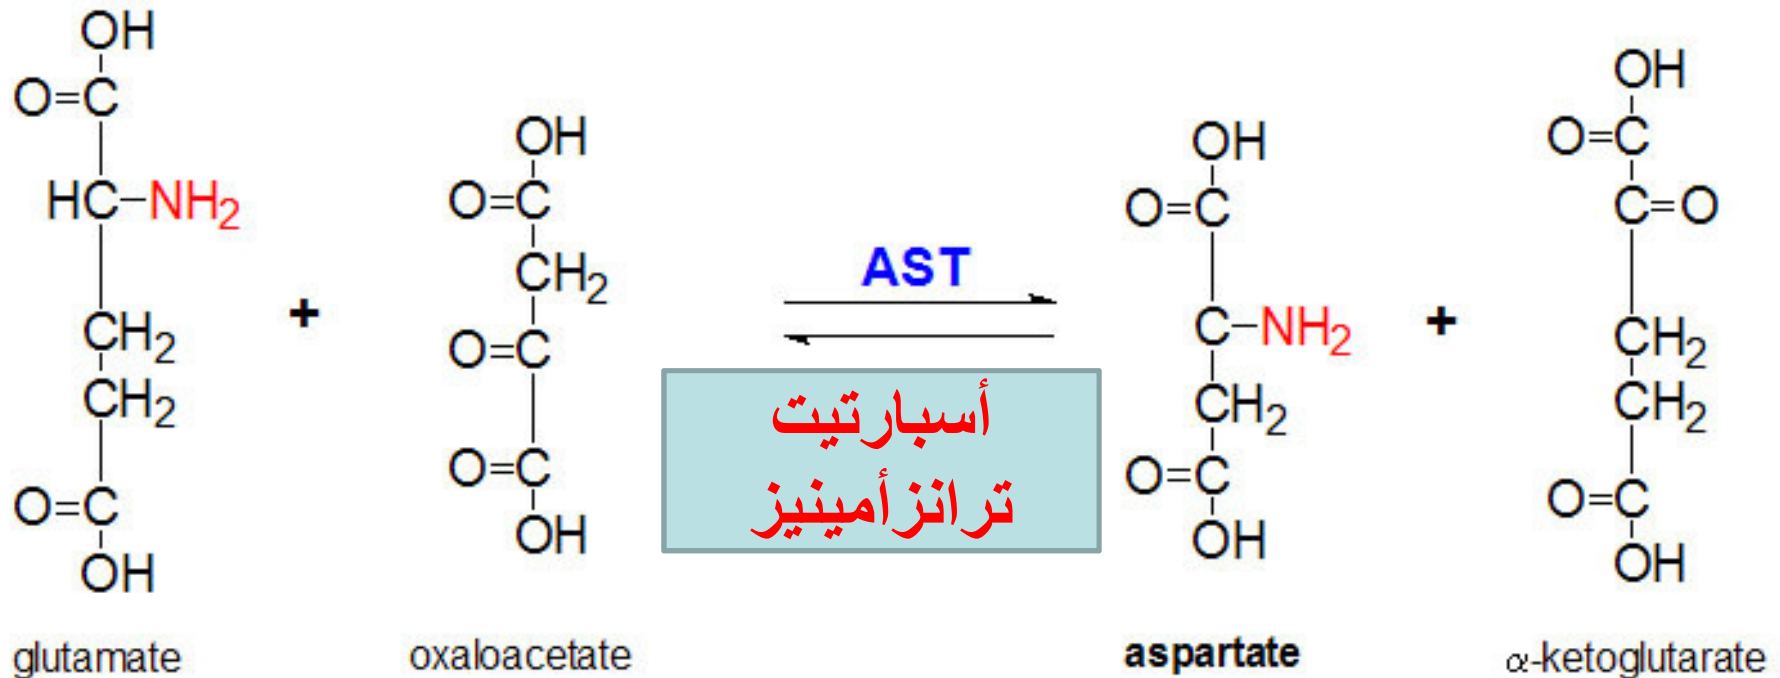 OH
O=C
HC–NH₂
CH₂
CH₂
O=C
OH
glutamate
+
OH
O=C
CH₂
O=C
O=C
OH
oxaloacetate
AST
أسبارتيت
ترانزأمينيز
OH
O=C
C–NH₂
CH₂
O=C
OH
aspartate
+
OH
O=C
C=O
CH₂
CH₂
O=C
OH
α-ketoglutarate